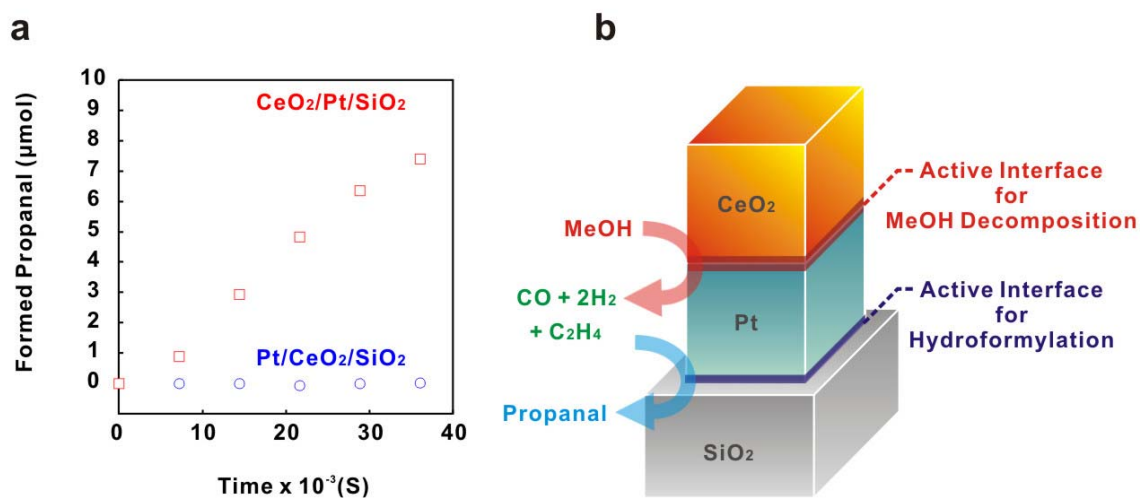 a
10
9
8
7
6
5
4
3
2
1
0
Formed Propanal (μmol)
CeO₂/Pt/SiO₂
Pt/CeO₂/SiO₂
0 10 20 30 40
Time x 10⁻³(S)
b
CeO₂
Active Interface
for
MeOH Decomposition
MeOH
CO + 2H₂
+ C₂H₄
Pt
Active Interface
for
Hydroformylation
Propanal
SiO₂